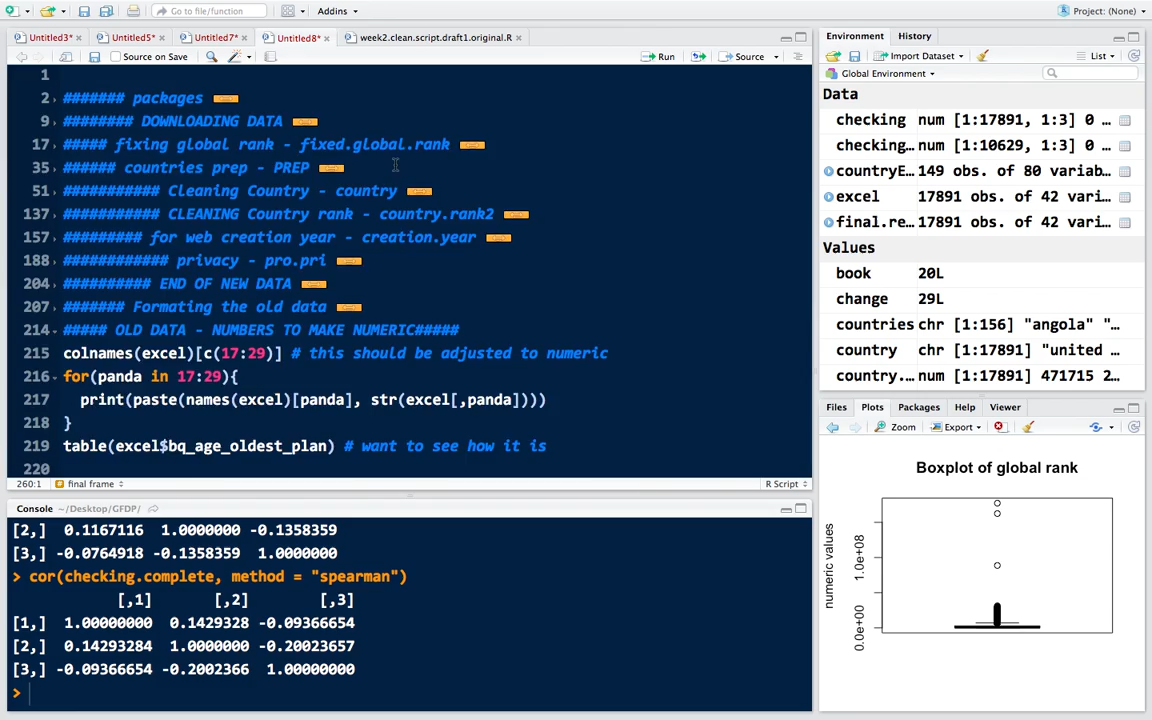 Go to file/function
Addins
Project: (None)
Untitled3*
Untitled5*
Untitled7*
Untitled8*
week2.clean.script.draft1.original.R
Source on Save
Run
Source
1
2 ####### packages
9 ######## DOWNLOADING DATA
17 ##### fixing global rank - fixed.global.rank
35 ###### countries prep - PREP
51 ########### Cleaning Country - country
137 ########### CLEANING Country rank - country.rank2
157 ######### for web creation year - creation.year
188 ############ privacy - pro.pri
204 ########## END OF NEW DATA
207 ####### Formating the old data
214 ##### OLD DATA - NUMBERS TO MAKE NUMERIC#####
215 colnames(excel)[c(17:29)] # this should be adjusted to numeric
216 for(panda in 17:29){
217 print(paste(names(excel)[panda], str(excel[,panda])))
218 }
219 table(excel$bq_age_oldest_plan) # want to see how it is
220
260:1 final frame
R Script
Console ~/Desktop/GFDP/
[2,] 0.1167116 1.0000000 -0.1358359
[3,] -0.0764918 -0.1358359 1.0000000
> cor(checking.complete, method = "spearman")
[,1] [,2] [,3]
[1,] 1.00000000 0.1429328 -0.09366654
[2,] 0.14293284 1.0000000 -0.20023657
[3,] -0.09366654 -0.2002366 1.00000000
>
Environment History
Import Dataset
List
Global Environment
Data
checking num [1:17891, 1:3] 0 …
checking… num [1:10629, 1:3] 0 …
countryE… 149 obs. of 80 variab…
excel 17891 obs. of 42 vari…
final.re… 17891 obs. of 42 vari…
Values
book 20L
change 29L
countries chr [1:156] "angola" "…
country chr [1:17891] "united …
country.… num [1:17891] 471715 2…
Files Plots Packages Help Viewer
Zoom Export
Boxplot of global rank
numeric values
1.0e+08
0.0e+00